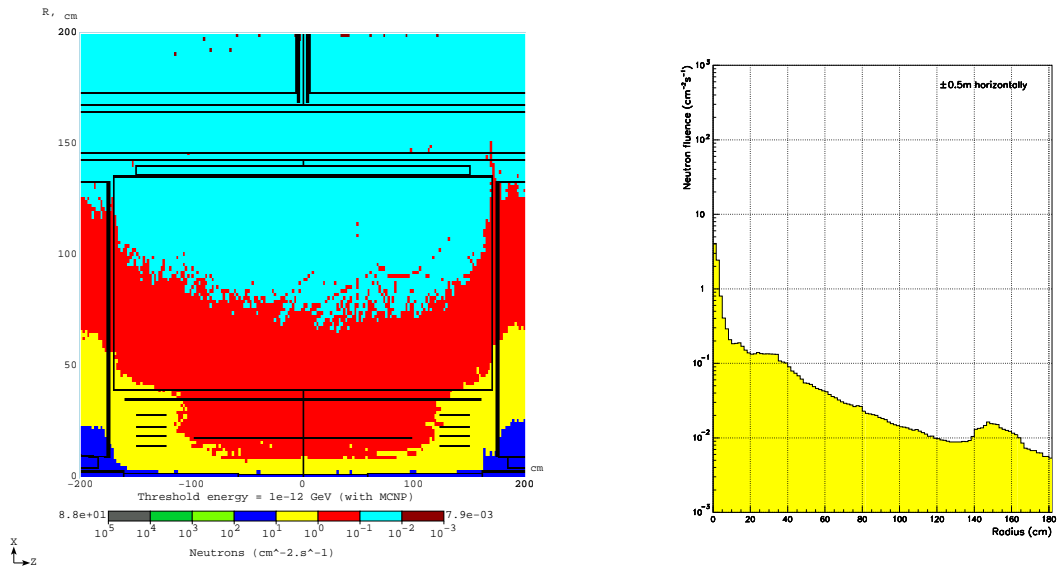 R, cm
200
150
100
50
0
-200 -100 0 100 200
cm
Threshold energy = 1e-12 GeV (with MCNP)
8.8e+01 7.9e-03
10^5 10^4 10^3 10^2 10^1 10^0 10^-1 10^-2 10^-3
Neutrons (cm^-2.s^-1)
X
Z
±0.5m horizontally
Neutron fluence (cm^-2s^-1)
10^3
10^2
10
1
10^-1
10^-2
10^-3
0 20 40 60 80 100 120 140 160 180
Radius (cm)